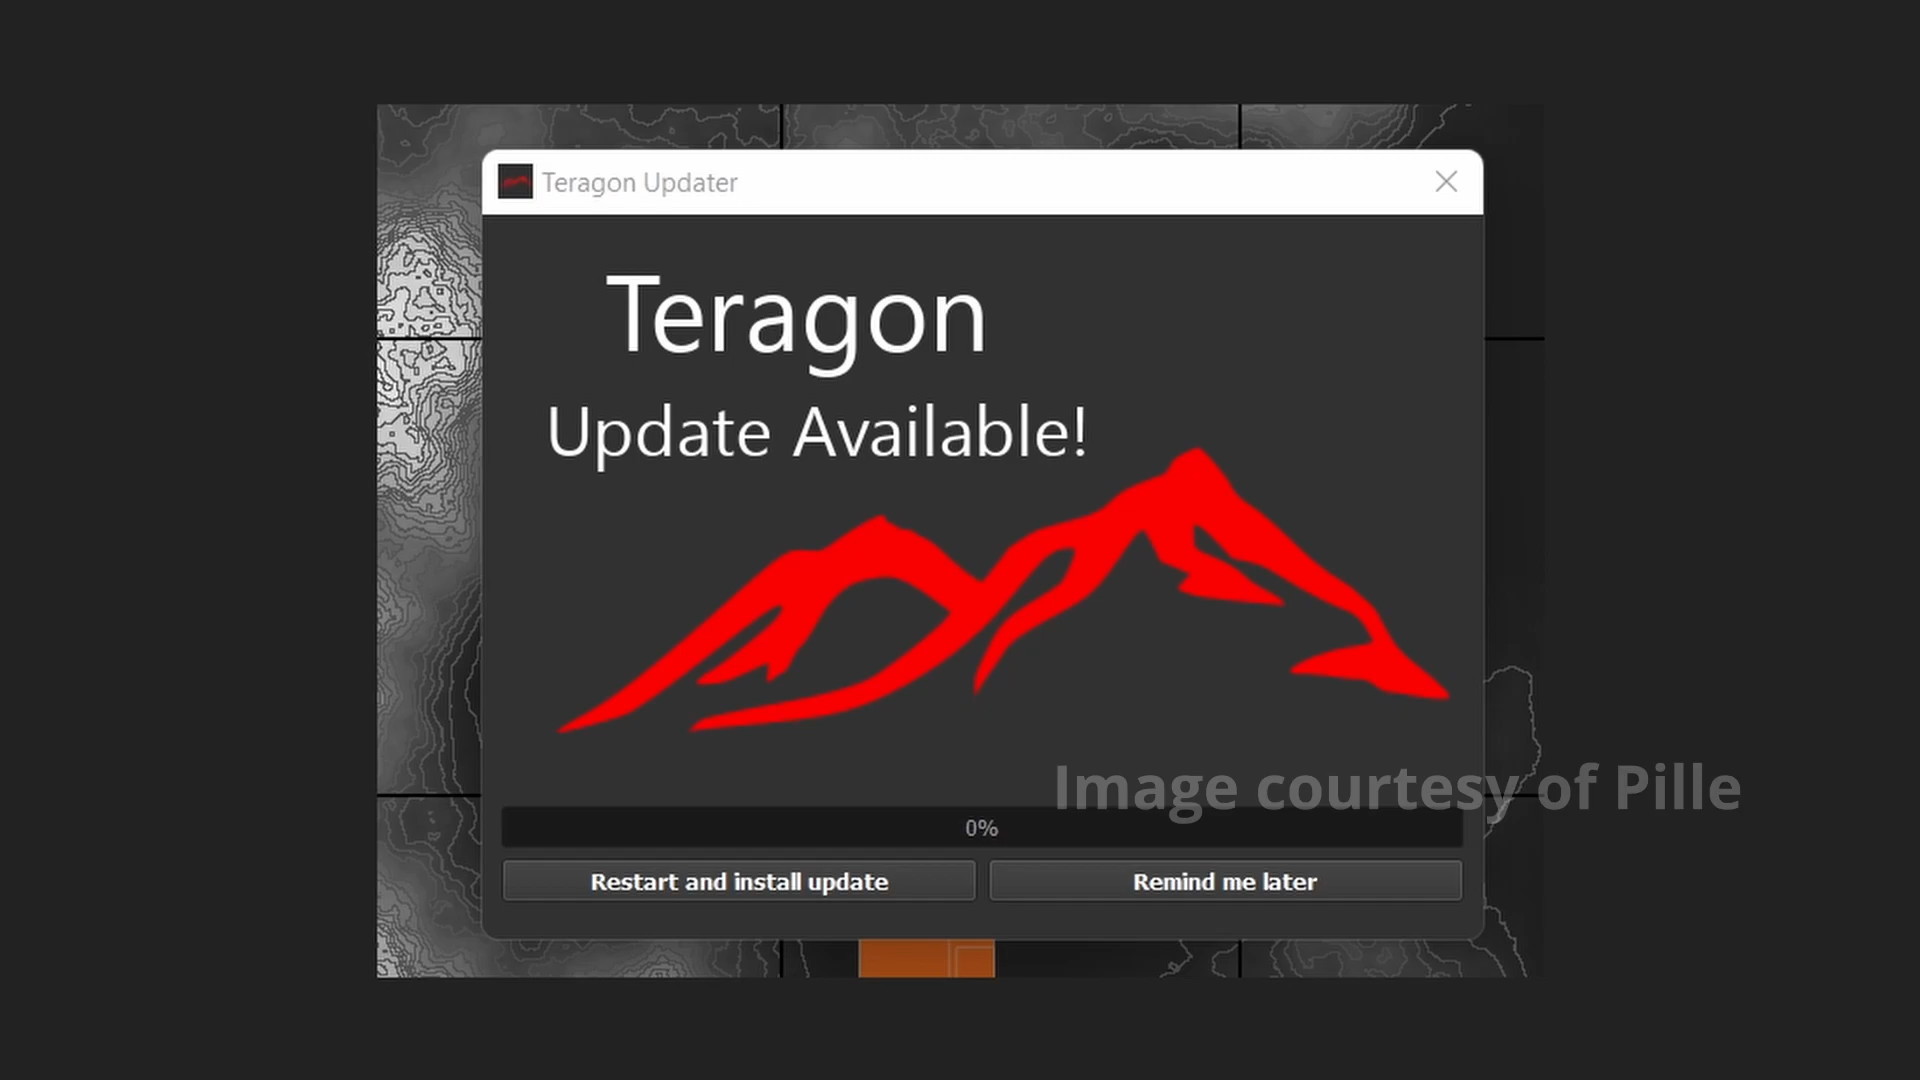 Teragon Updater
Teragon
Update Available!
Image courtesy of Pille
0%
Restart and install update
Remind me later